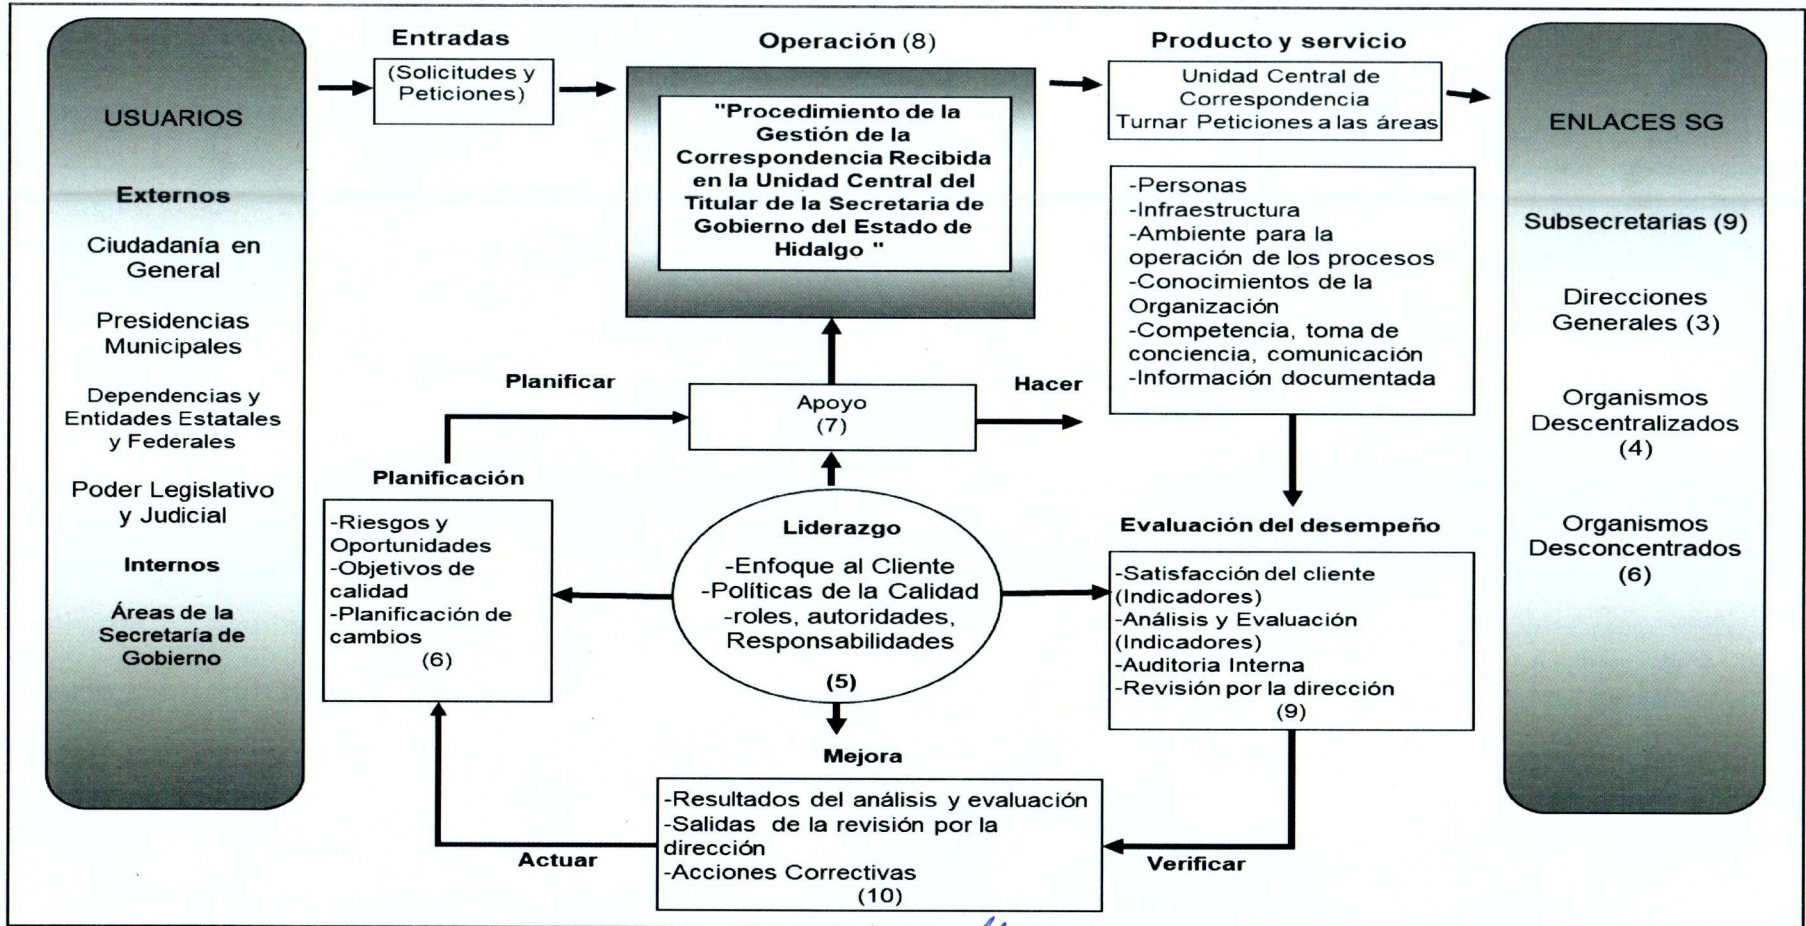 USUARIOS
Externos
Ciudadanía en
General
Presidencias
Municipales
Dependencias y
Entidades Estatales
y Federales
Poder Legislativo
y Judicial
Internos
Áreas de la
Secretaría de
Gobierno
Entradas
(Solicitudes y
Peticiones)
Operación (8)
"Procedimiento de la
Gestión de la
Correspondencia Recibida
en la Unidad Central del
Titular de la Secretaria de
Gobierno del Estado de
Hidalgo "
Producto y servicio
Unidad Central de
Correspondencia
Turnar Peticiones a las áreas
-Personas
-Infraestructura
-Ambiente para la
operación de los procesos
-Conocimientos de la
Organización
-Competencia, toma de
conciencia, comunicación
-Información documentada
Planificar
Apoyo
(7)
Hacer
Planificación
-Riesgos y
Oportunidades
-Objetivos de
calidad
-Planificación de
cambios
(6)
Liderazgo
-Enfoque al Cliente
-Políticas de la Calidad
-roles, autoridades,
Responsabilidades
(5)
Evaluación del desempeño
-Satisfacción del cliente
(Indicadores)
-Análisis y Evaluación
(Indicadores)
-Auditoria Interna
-Revisión por la dirección
(9)
Mejora
-Resultados del análisis y evaluación
-Salidas de la revisión por la
dirección
-Acciones Correctivas
(10)
Actuar
Verificar
ENLACES SG
Subsecretarias (9)
Direcciones
Generales (3)
Organismos
Descentralizados
(4)
Organismos
Desconcentrados
(6)